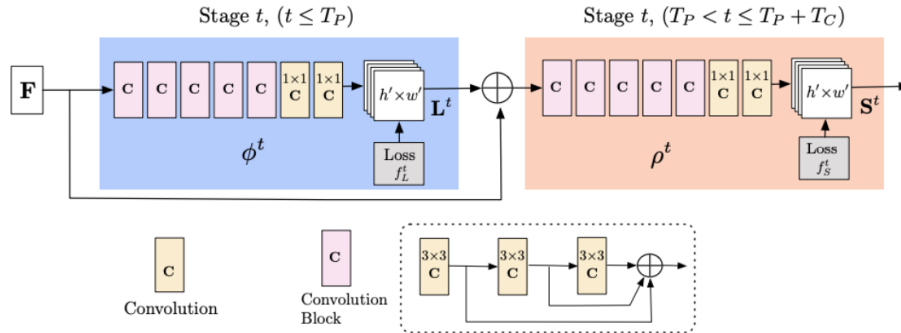 Stage t, (t ≤ T_P)
Stage t, (T_P < t ≤ T_P + T_C)
F
C
C
C
C
C
1×1
C
1×1
C
h′×w′
L^t
Loss
f_L^t
ϕ^t
C
C
C
C
C
1×1
C
1×1
C
h′×w′
S^t
Loss
f_S^t
ρ^t
C
Convolution
C
Convolution
Block
3×3
C
3×3
C
3×3
C